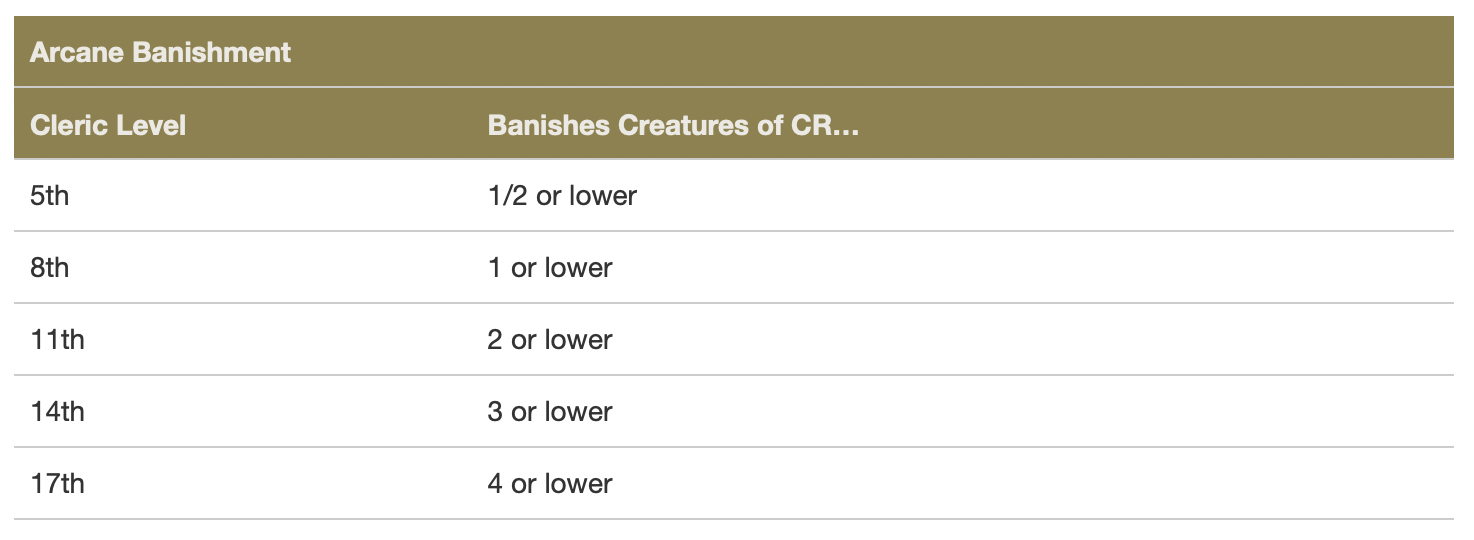 Arcane Banishment
Cleric Level Banishes Creatures of CR...
5th 1/2 or lower
8th 1 or lower
11th 2 or lower
14th 3 or lower
17th 4 or lower